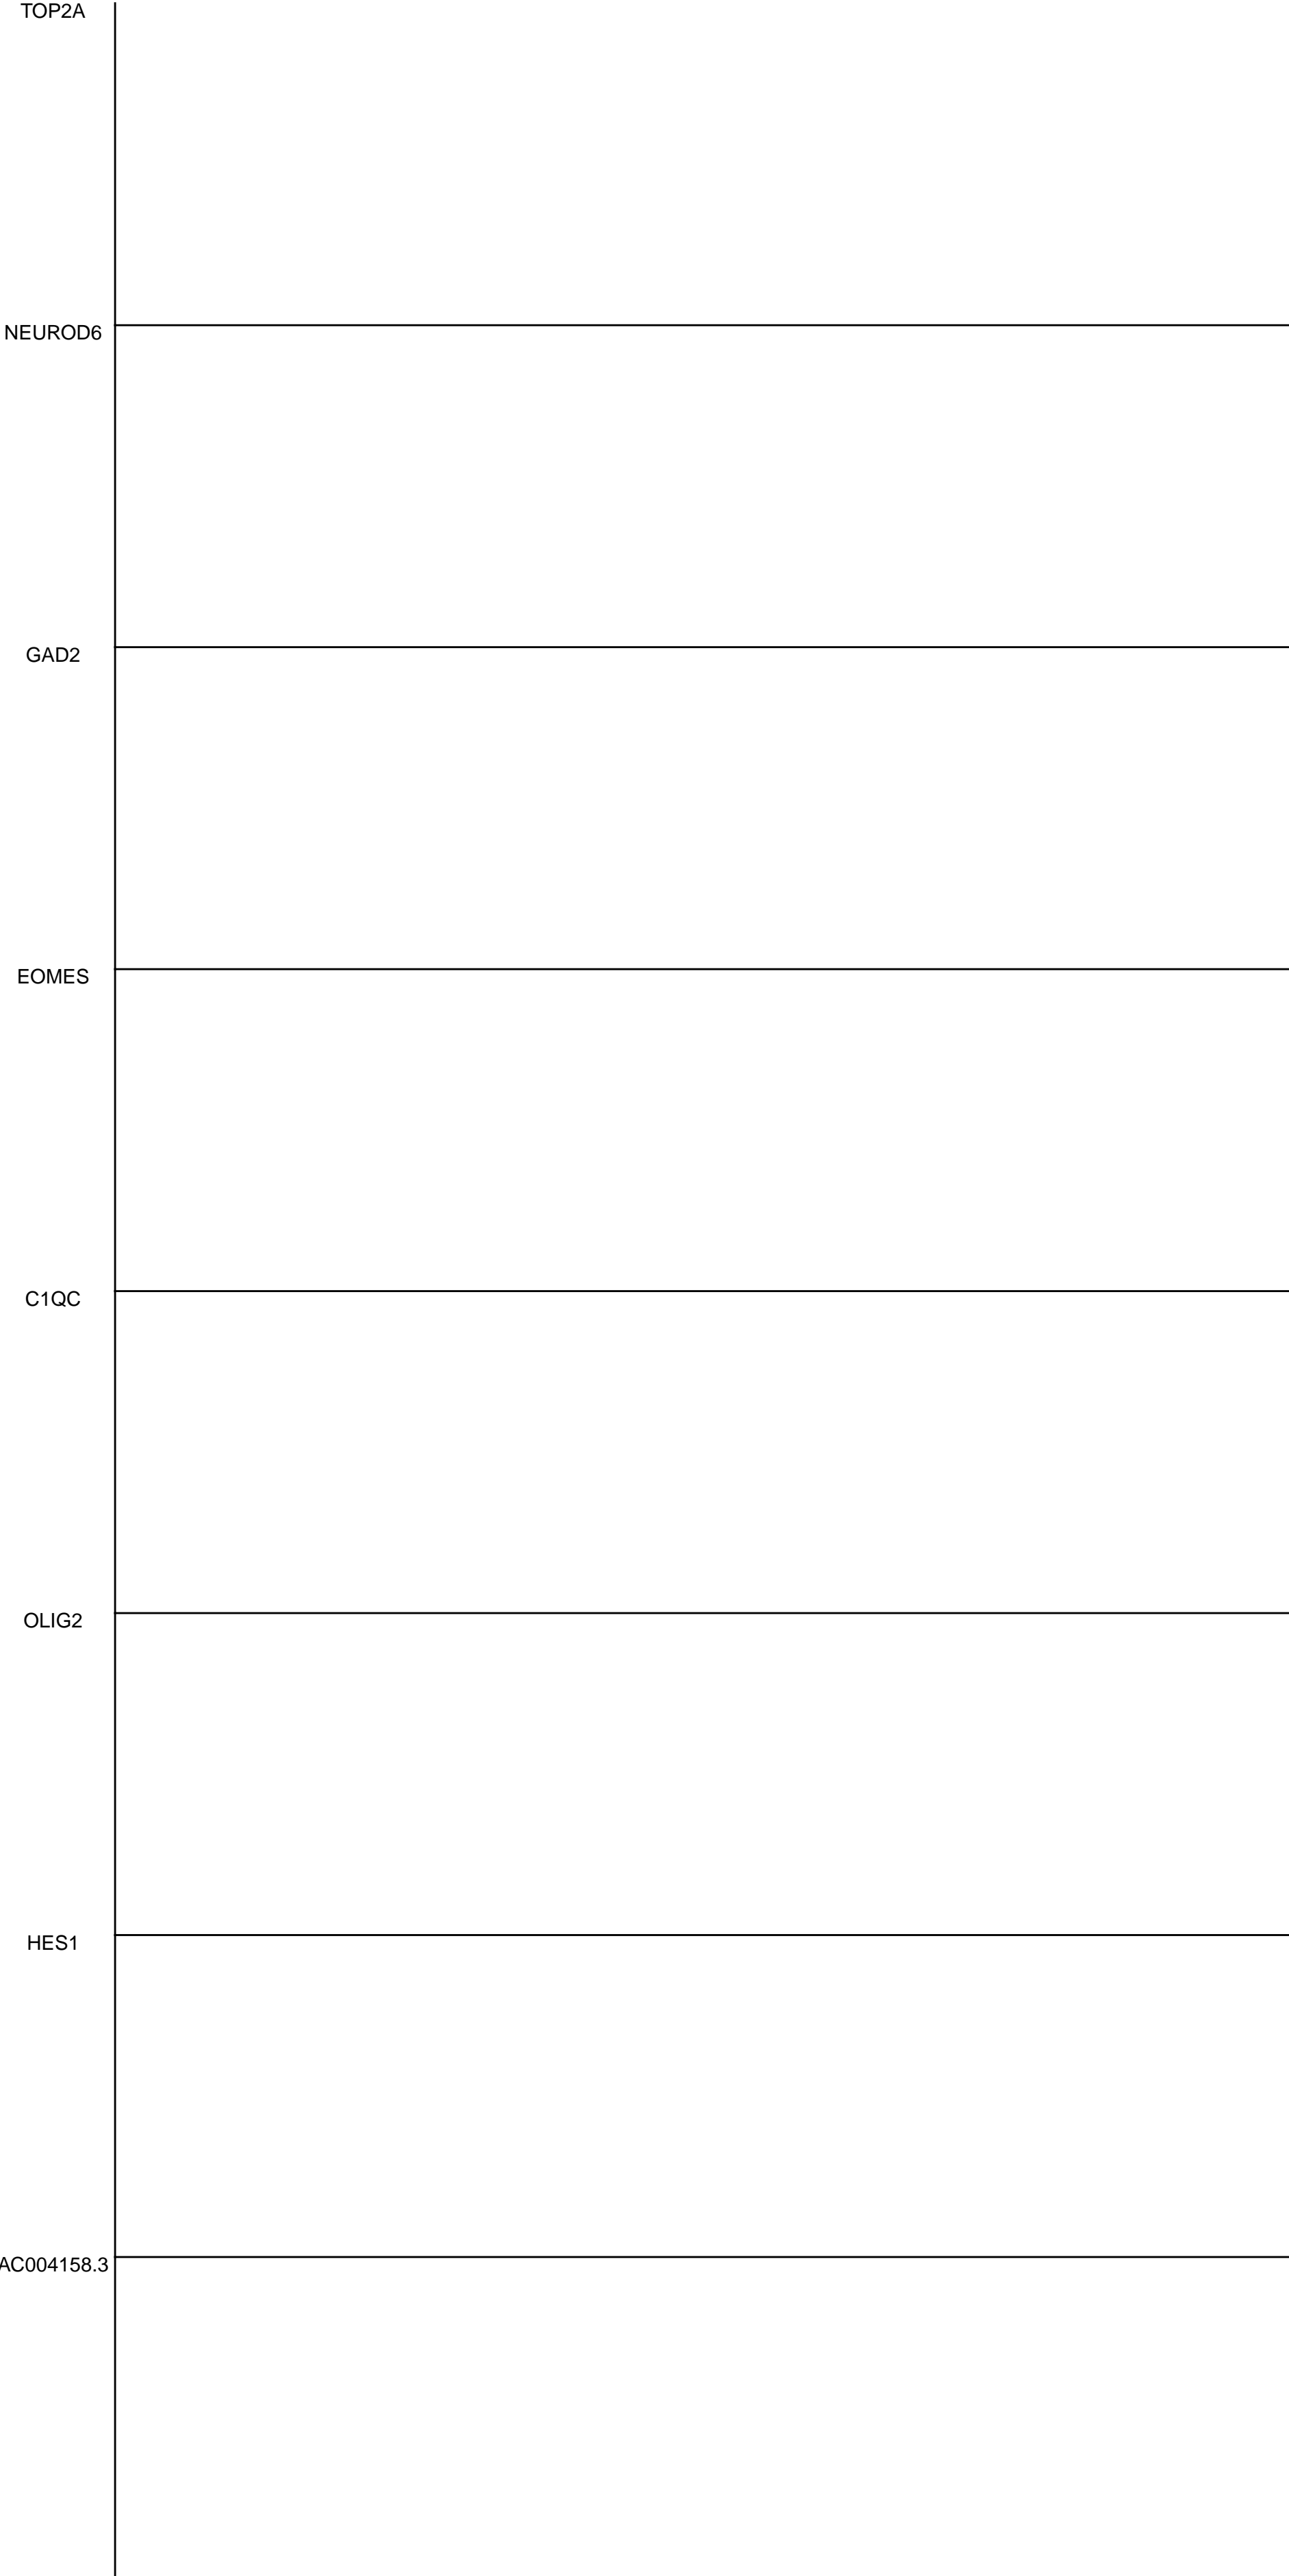 TOP2A
NEUROD6
GAD2
EOMES
C1QC
OLIG2
HES1
AC004158.3